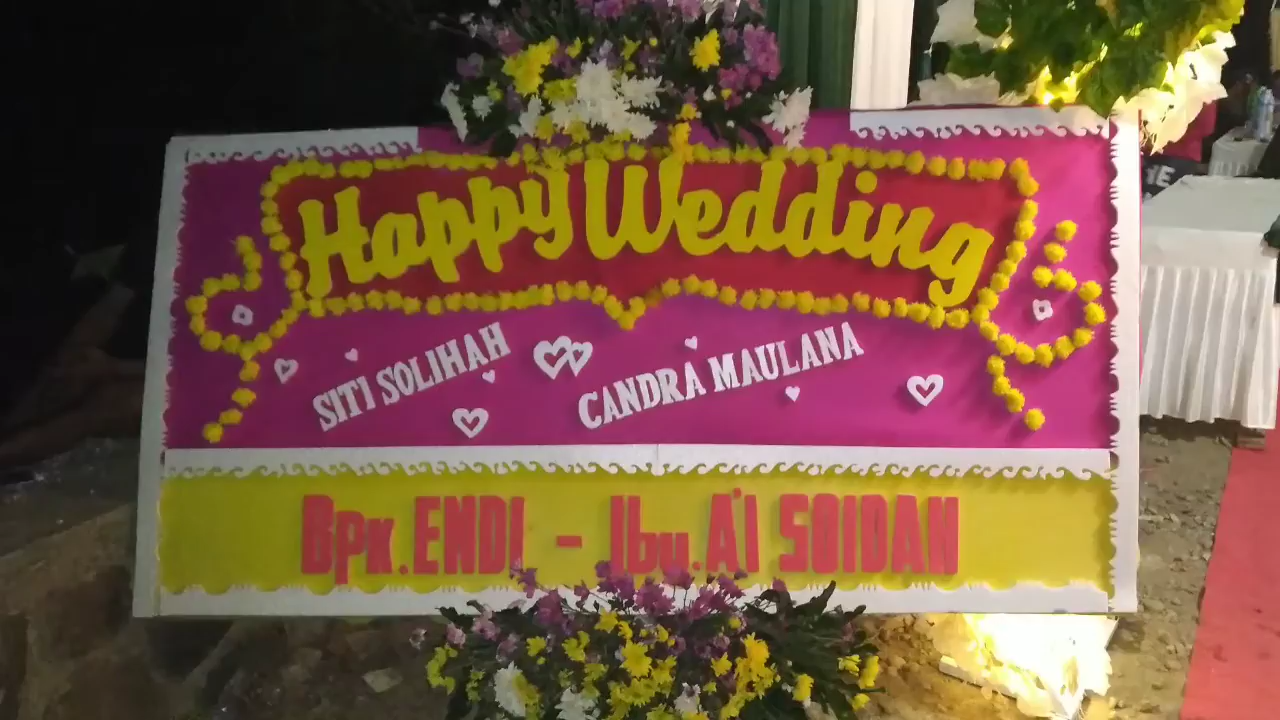 Happy Wedding
SITI SOLIHAH
CANDRA MAULANA
Bpk.ENDI - Ibu.A'I SOIDAN